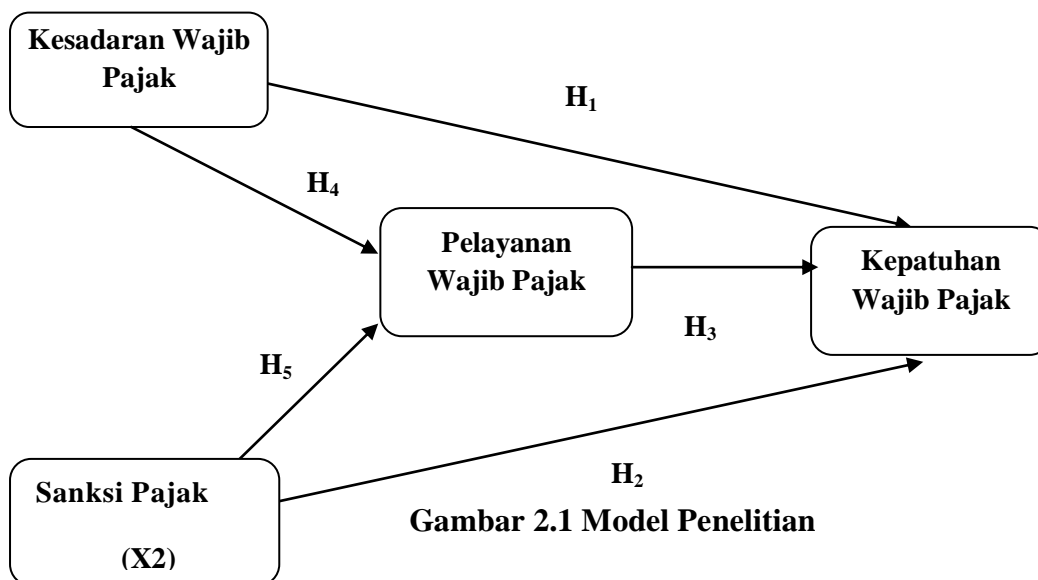 Kesadaran Wajib
Pajak
H₁
H₄
Pelayanan
Wajib Pajak
Kepatuhan
Wajib Pajak
H₃
H₅
Sanksi Pajak
(X2)
H₂
Gambar 2.1 Model Penelitian